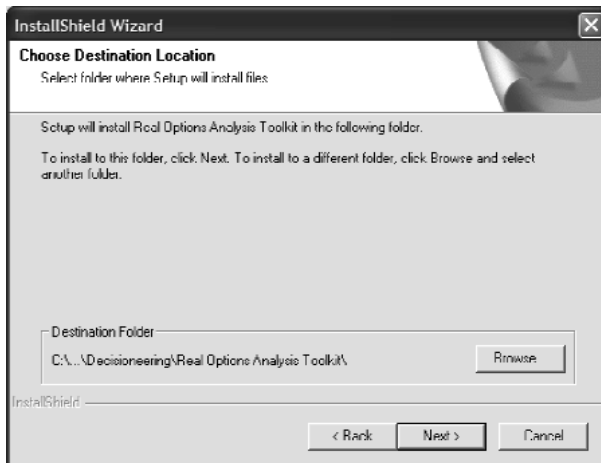 InstallShield Wizard
Choose Destination Location
Select folder where Setup will install files
Setup will install Real Options Analysis Toolkit in the following folder.
To install to this folder, click Next. To install to a different folder, click Browse and select
another folder.
Destination Folder
C:\...\Decisioneering\Real Options Analysis Toolkit\
Browse
InstallShield
< Back
Next >
Cancel